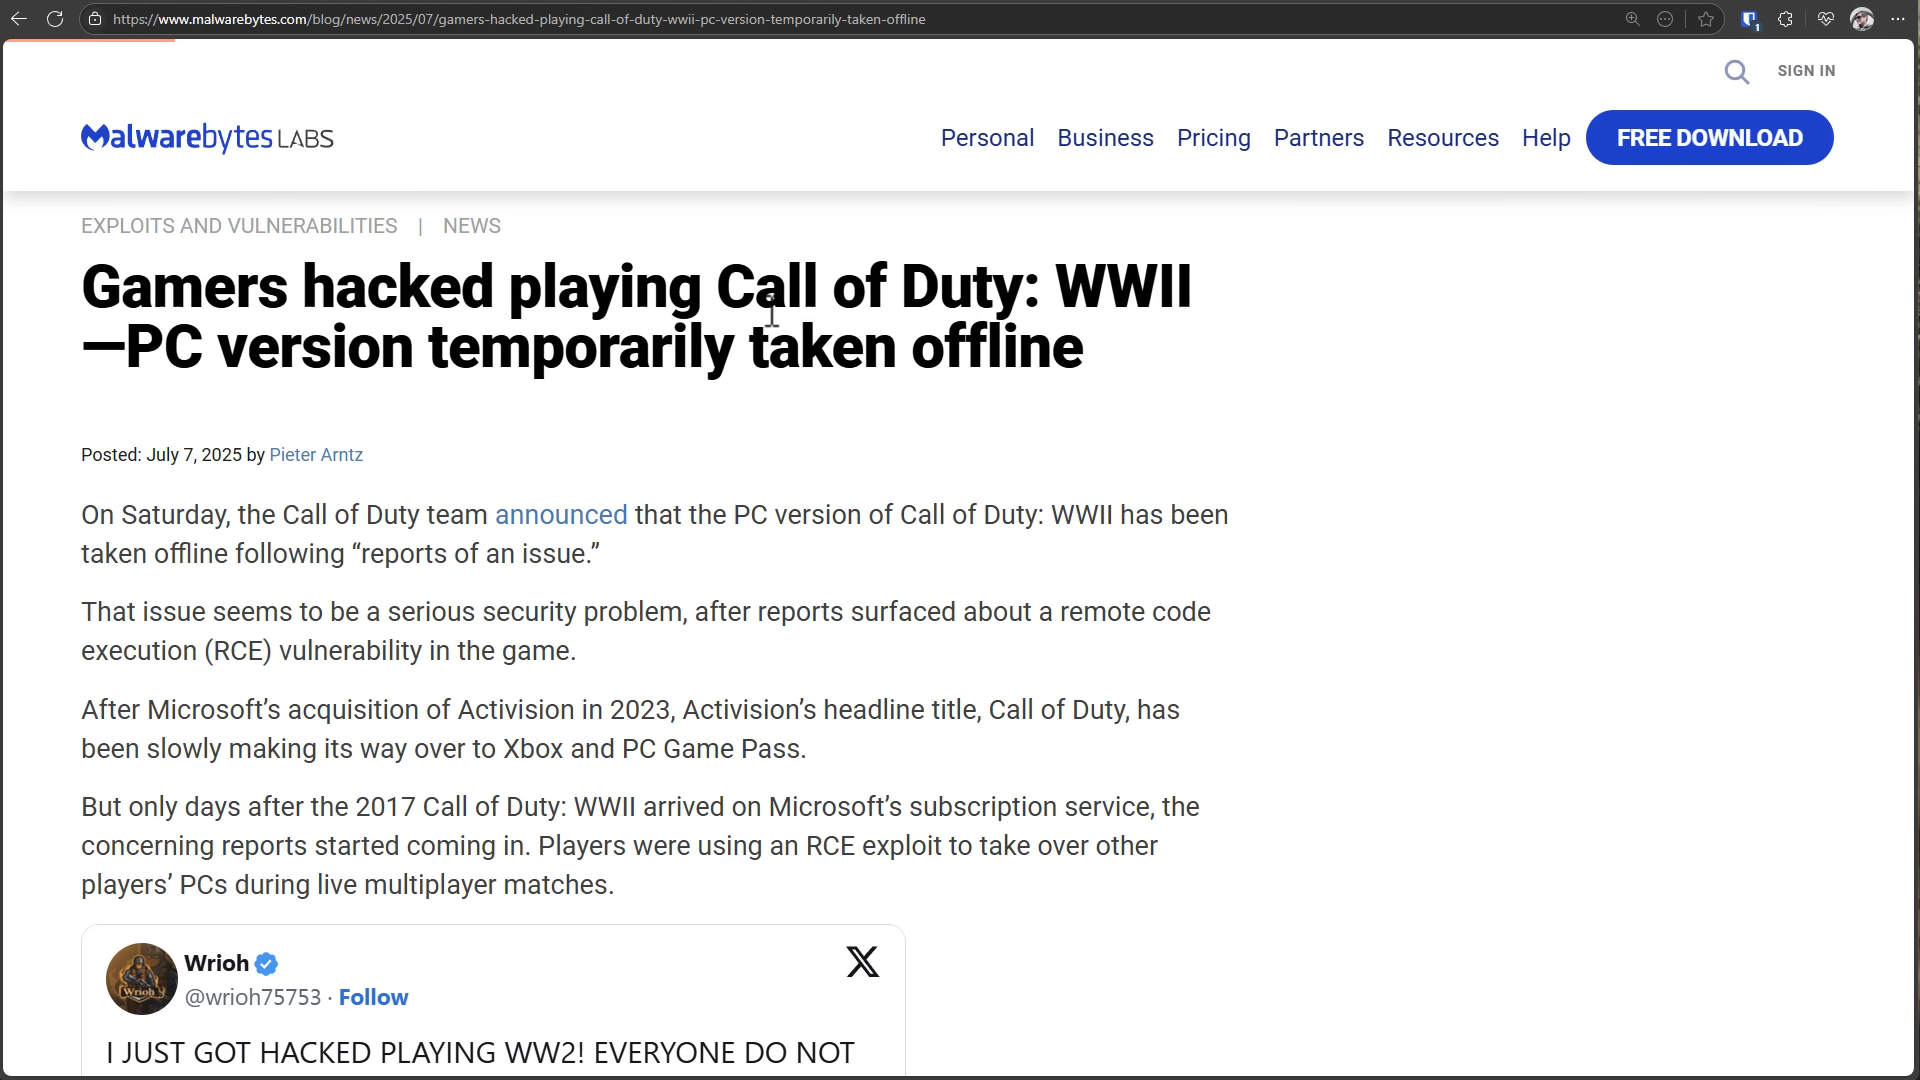 https://www.malwarebytes.com/blog/news/2025/07/gamers-hacked-playing-call-of-duty-wwii-pc-version-temporarily-taken-offline
1
SIGN IN
Malwarebytes LABS
Personal Business Pricing Partners Resources Help FREE DOWNLOAD
EXPLOITS AND VULNERABILITIES | NEWS
Gamers hacked playing Call of Duty: WWII
—PC version temporarily taken offline
Posted: July 7, 2025 by Pieter Arntz
On Saturday, the Call of Duty team announced that the PC version of Call of Duty: WWII has been
taken offline following “reports of an issue.”
That issue seems to be a serious security problem, after reports surfaced about a remote code
execution (RCE) vulnerability in the game.
After Microsoft’s acquisition of Activision in 2023, Activision’s headline title, Call of Duty, has
been slowly making its way over to Xbox and PC Game Pass.
But only days after the 2017 Call of Duty: WWII arrived on Microsoft’s subscription service, the
concerning reports started coming in. Players were using an RCE exploit to take over other
players’ PCs during live multiplayer matches.
Wrioh
Wrioh
@wrioh75753 · Follow
I JUST GOT HACKED PLAYING WW2! EVERYONE DO NOT